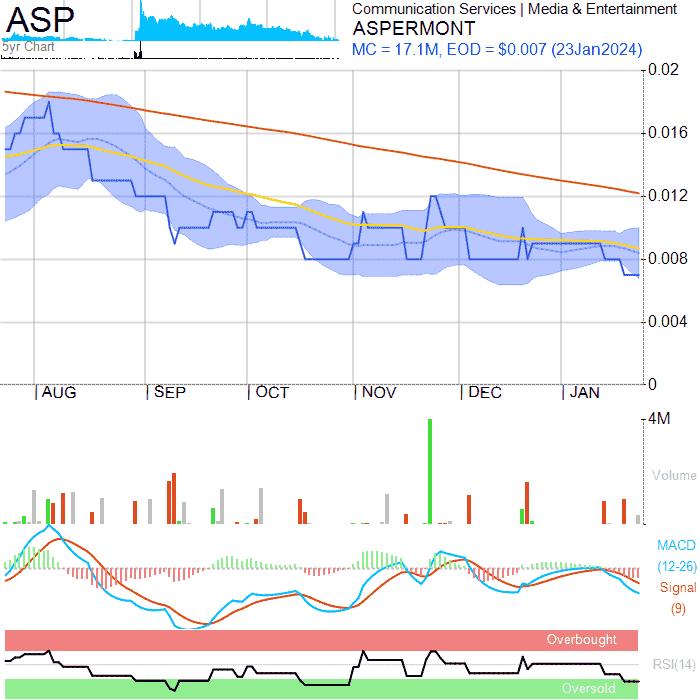 ASP
5yr Chart
Communication Services | Media & Entertainment
ASPERMONT
MC = 17.1M, EOD = $0.007 (23Jan2024)
0.02
0.016
0.012
0.008
0.004
0
AUG SEP OCT NOV DEC JAN
4M
Volume
MACD
(12-26)
Signal
(9)
Overbought
RSI(14)
Oversold